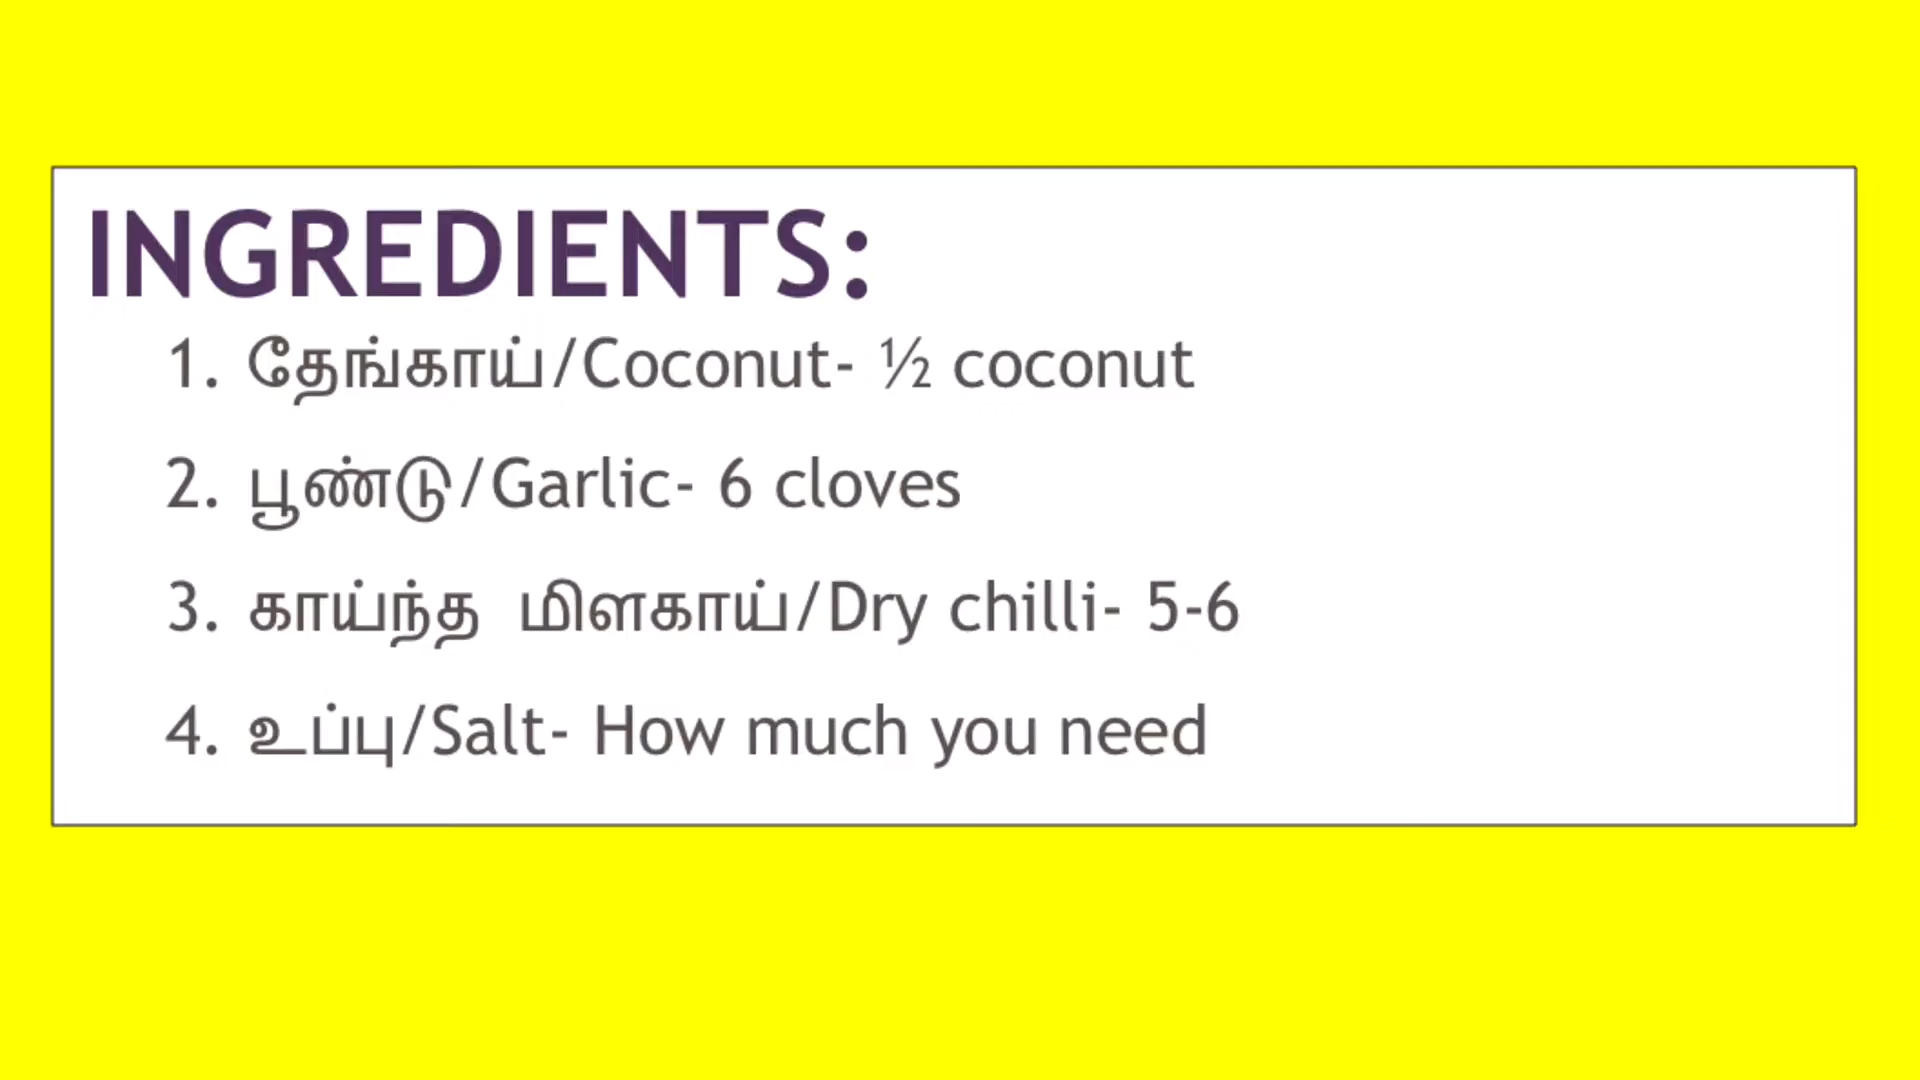 INGREDIENTS:
1. தேங்காய்/Coconut- ½ coconut
2. பூண்டு/Garlic- 6 cloves
3. காய்ந்த மிளகாய்/Dry chilli- 5-6
4. உப்பு/Salt- How much you need